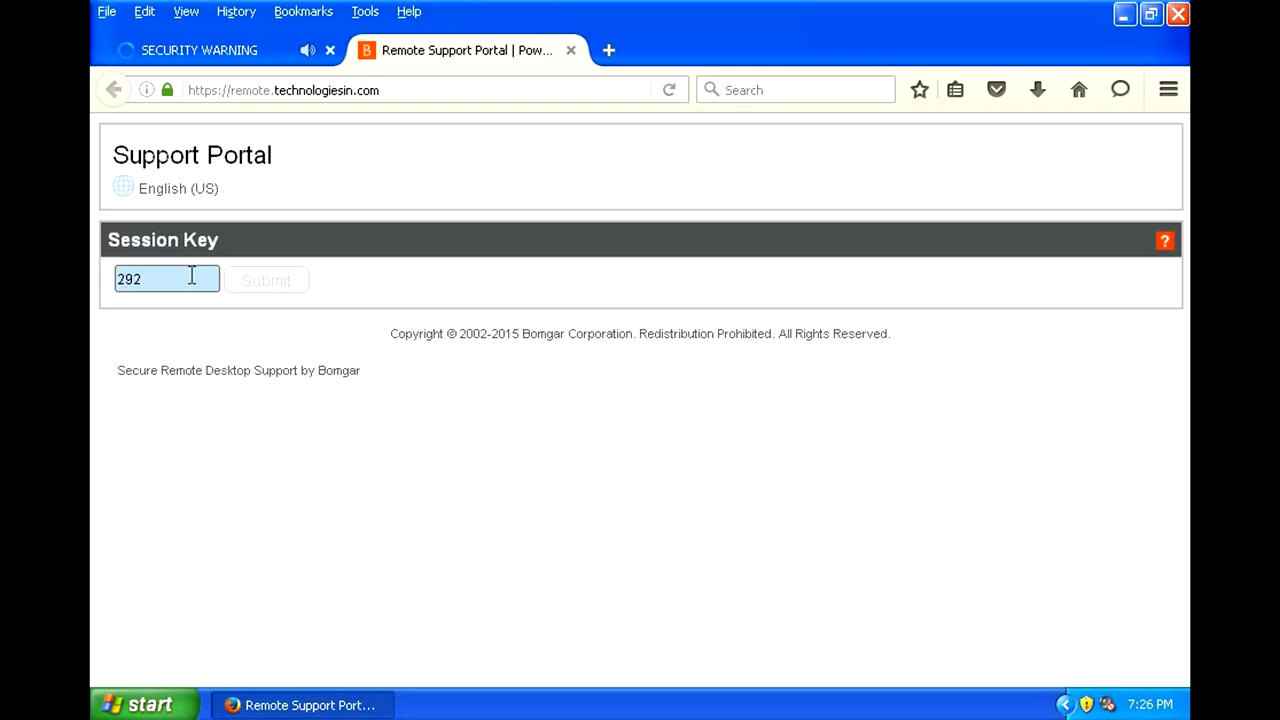 File Edit View History Bookmarks Tools Help
SECURITY WARNING
Remote Support Portal | Pow...
https://remote.technologiesin.com
Search
Support Portal
English (US)
Session Key
?
292
Submit
Copyright © 2002-2015 Bomgar Corporation. Redistribution Prohibited. All Rights Reserved.
Secure Remote Desktop Support by Bomgar
start
Remote Support Port...
7:26 PM